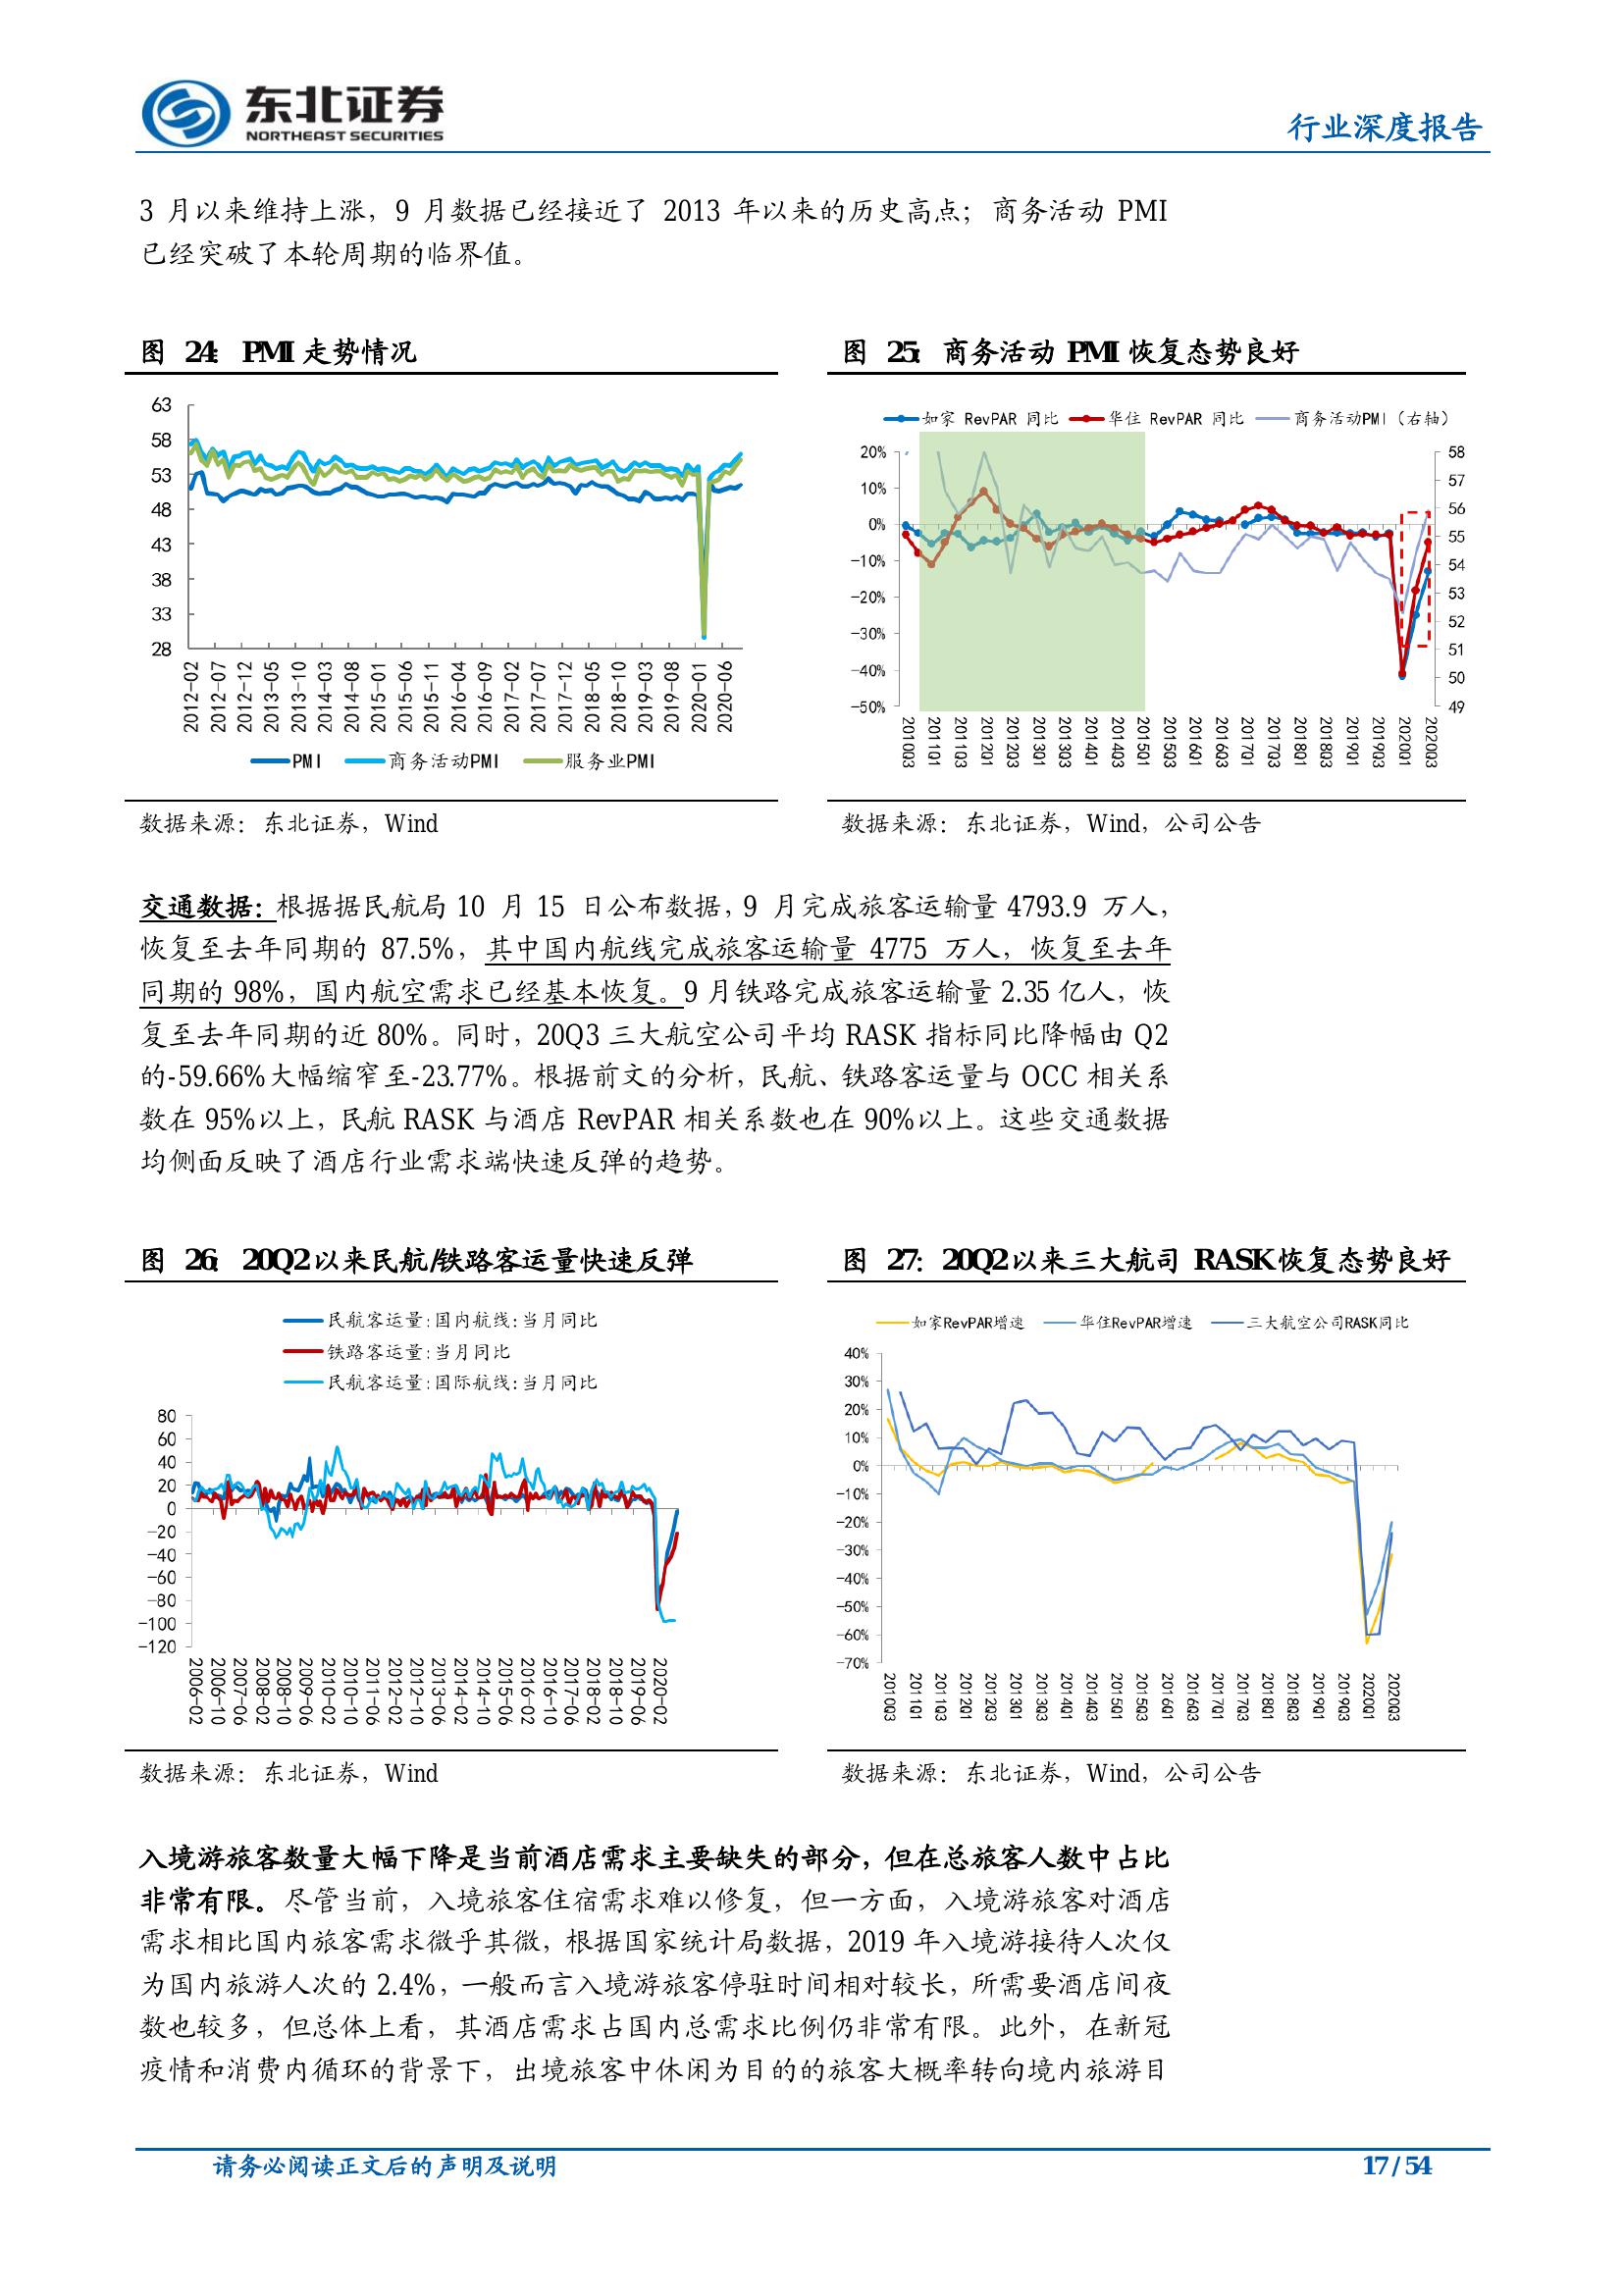 东北证券
NORTHEAST SECURITIES
行业深度报告
3 月以来维持上涨，9 月数据已经接近了 2013 年以来的历史高点；商务活动 PMI
已经突破了本轮周期的临界值。
图 24： PMI 走势情况
63
58
53
48
43
38
33
28
2012-02 2012-07 2012-12 2013-05 2013-10 2014-03 2014-08 2015-01 2015-06 2015-11 2016-04 2016-09 2017-02 2017-07 2017-12 2018-05 2018-10 2019-03 2019-08 2020-01 2020-06
PMI 商务活动PMI 服务业PMI
数据来源：东北证券，Wind
图 25： 商务活动 PMI 恢复态势良好
如家 RevPAR 同比 华住 RevPAR 同比 商务活动PMI（右轴）
20%
10%
0%
-10%
-20%
-30%
-40%
-50%
58
57
56
55
54
53
52
51
50
49
2010Q3 2011Q1 2011Q3 2012Q1 2012Q3 2013Q1 2013Q3 2014Q1 2014Q3 2015Q1 2015Q3 2016Q1 2016Q3 2017Q1 2017Q3 2018Q1 2018Q3 2019Q1 2019Q3 2020Q1 2020Q3
数据来源：东北证券，Wind，公司公告
交通数据：根据据民航局 10 月 15 日公布数据，9 月完成旅客运输量 4793.9 万人，
恢复至去年同期的 87.5%，其中国内航线完成旅客运输量 4775 万人，恢复至去年
同期的 98%，国内航空需求已经基本恢复。9 月铁路完成旅客运输量 2.35 亿人，恢
复至去年同期的近 80%。同时，20Q3 三大航空公司平均 RASK 指标同比降幅由 Q2
的-59.66%大幅缩窄至-23.77%。根据前文的分析，民航、铁路客运量与 OCC 相关系
数在 95%以上，民航 RASK 与酒店 RevPAR 相关系数也在 90%以上。这些交通数据
均侧面反映了酒店行业需求端快速反弹的趋势。
图 26： 20Q2 以来民航/铁路客运量快速反弹
民航客运量:国内航线:当月同比
铁路客运量:当月同比
民航客运量:国际航线:当月同比
80
60
40
20
0
-20
-40
-60
-80
-100
-120
2006-02 2006-10 2007-06 2008-02 2008-10 2009-06 2010-02 2010-10 2011-06 2012-02 2012-10 2013-06 2014-02 2014-10 2015-06 2016-02 2016-10 2017-06 2018-02 2018-10 2019-06 2020-02
数据来源：东北证券，Wind
图 27： 20Q2 以来三大航司 RASK 恢复态势良好
如家RevPAR增速 华住RevPAR增速 三大航空公司RASK同比
40%
30%
20%
10%
0%
-10%
-20%
-30%
-40%
-50%
-60%
-70%
2010Q3 2011Q1 2011Q3 2012Q1 2012Q3 2013Q1 2013Q3 2014Q1 2014Q3 2015Q1 2015Q3 2016Q1 2016Q3 2017Q1 2017Q3 2018Q1 2018Q3 2019Q1 2019Q3 2020Q1 2020Q3
数据来源：东北证券，Wind，公司公告
入境游旅客数量大幅下降是当前酒店需求主要缺失的部分，但在总旅客人数中占比
非常有限。尽管当前，入境旅客住宿需求难以修复，但一方面，入境游旅客对酒店
需求相比国内旅客需求微乎其微，根据国家统计局数据，2019 年入境游接待人次仅
为国内旅游人次的 2.4%，一般而言入境游旅客停驻时间相对较长，所需要酒店间夜
数也较多，但总体上看，其酒店需求占国内总需求比例仍非常有限。此外，在新冠
疫情和消费内循环的背景下，出境旅客中休闲为目的的旅客大概率转向境内旅游目
请务必阅读正文后的声明及说明
17 / 54